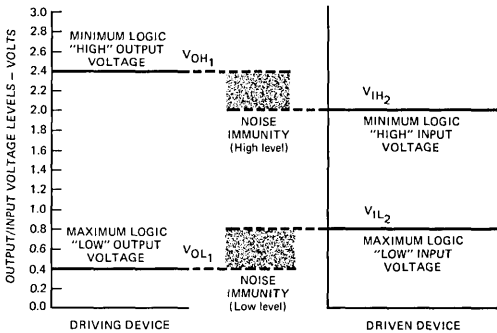 OUTPUT/INPUT VOLTAGE LEVELS – VOLTS
3.0
2.8
2.6
2.4
2.2
2.0
1.8
1.6
1.4
1.2
1.0
0.8
0.6
0.4
0.2
0.0
MINIMUM LOGIC
"HIGH" OUTPUT
VOLTAGE
VOH1
NOISE
IMMUNITY
(High level)
VIH2
MINIMUM LOGIC
"HIGH" INPUT
VOLTAGE
MAXIMUM LOGIC
"LOW" OUTPUT
VOLTAGE
VOL1
NOISE
IMMUNITY
(Low level)
VIL2
MAXIMUM LOGIC
"LOW" INPUT
VOLTAGE
DRIVING DEVICE
DRIVEN DEVICE